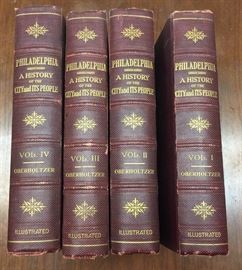 PHILADELPHIA
A HISTORY
OF THE
CITY and ITS PEOPLE
VOL. IV
OBERHOLTZER
ILLUSTRATED
PHILADELPHIA
A HISTORY
OF THE
CITY and ITS PEOPLE
VOL. III
OBERHOLTZER
ILLUSTRATED
PHILADELPHIA
A HISTORY
OF THE
CITY and ITS PEOPLE
VOL. II
OBERHOLTZER
ILLUSTRATED
PHILADELPHIA
A HISTORY
OF THE
CITY and ITS PEOPLE
VOL. I
OBERHOLTZER
ILLUSTRATED